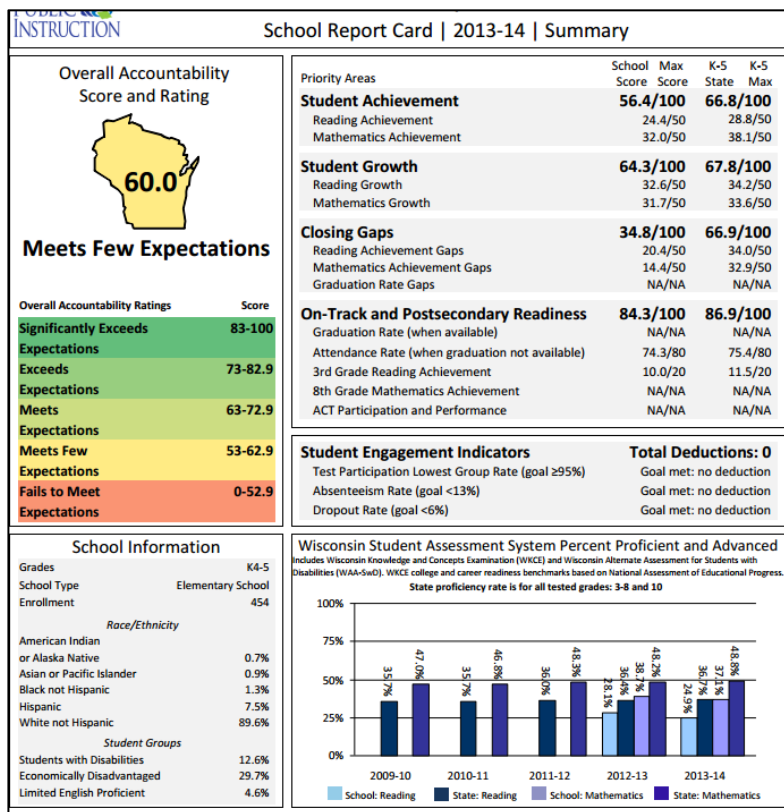 PUBLIC
INSTRUCTION
School Report Card | 2013-14 | Summary
Overall Accountability
Score and Rating
60.0
Meets Few Expectations
Overall Accountability Ratings Score
Significantly Exceeds 83-100
Expectations
Exceeds 73-82.9
Expectations
Meets 63-72.9
Expectations
Meets Few 53-62.9
Expectations
Fails to Meet 0-52.9
Expectations
School Max K-5 K-5
Priority Areas Score Score State Max
Student Achievement 56.4/100 66.8/100
Reading Achievement 24.4/50 28.8/50
Mathematics Achievement 32.0/50 38.1/50
Student Growth 64.3/100 67.8/100
Reading Growth 32.6/50 34.2/50
Mathematics Growth 31.7/50 33.6/50
Closing Gaps 34.8/100 66.9/100
Reading Achievement Gaps 20.4/50 34.0/50
Mathematics Achievement Gaps 14.4/50 32.9/50
Graduation Rate Gaps NA/NA NA/NA
On-Track and Postsecondary Readiness 84.3/100 86.9/100
Graduation Rate (when available) NA/NA NA/NA
Attendance Rate (when graduation not available) 74.3/80 75.4/80
3rd Grade Reading Achievement 10.0/20 11.5/20
8th Grade Mathematics Achievement NA/NA NA/NA
ACT Participation and Performance NA/NA NA/NA
Student Engagement Indicators Total Deductions: 0
Test Participation Lowest Group Rate (goal ≥95%) Goal met: no deduction
Absenteeism Rate (goal <13%) Goal met: no deduction
Dropout Rate (goal <6%) Goal met: no deduction
School Information
Grades K4-5
School Type Elementary School
Enrollment 454
Race/Ethnicity
American Indian
or Alaska Native 0.7%
Asian or Pacific Islander 0.9%
Black not Hispanic 1.3%
Hispanic 7.5%
White not Hispanic 89.6%
Student Groups
Students with Disabilities 12.6%
Economically Disadvantaged 29.7%
Limited English Proficient 4.6%
Wisconsin Student Assessment System Percent Proficient and Advanced
Includes Wisconsin Knowledge and Concepts Examination (WKCE) and Wisconsin Alternate Assessment for Students with
Disabilities (WAA-SwD). WKCE college and career readiness benchmarks based on National Assessment of Educational Progress.
State proficiency rate is for all tested grades: 3-8 and 10
100%
75%
50%
25%
0%
35.7% 47.0% 35.7% 46.8% 36.0% 48.3% 28.1% 36.4% 38.7% 48.2% 24.9% 36.7% 37.1% 48.8%
2009-10 2010-11 2011-12 2012-13 2013-14
School: Reading State: Reading School: Mathematics State: Mathematics